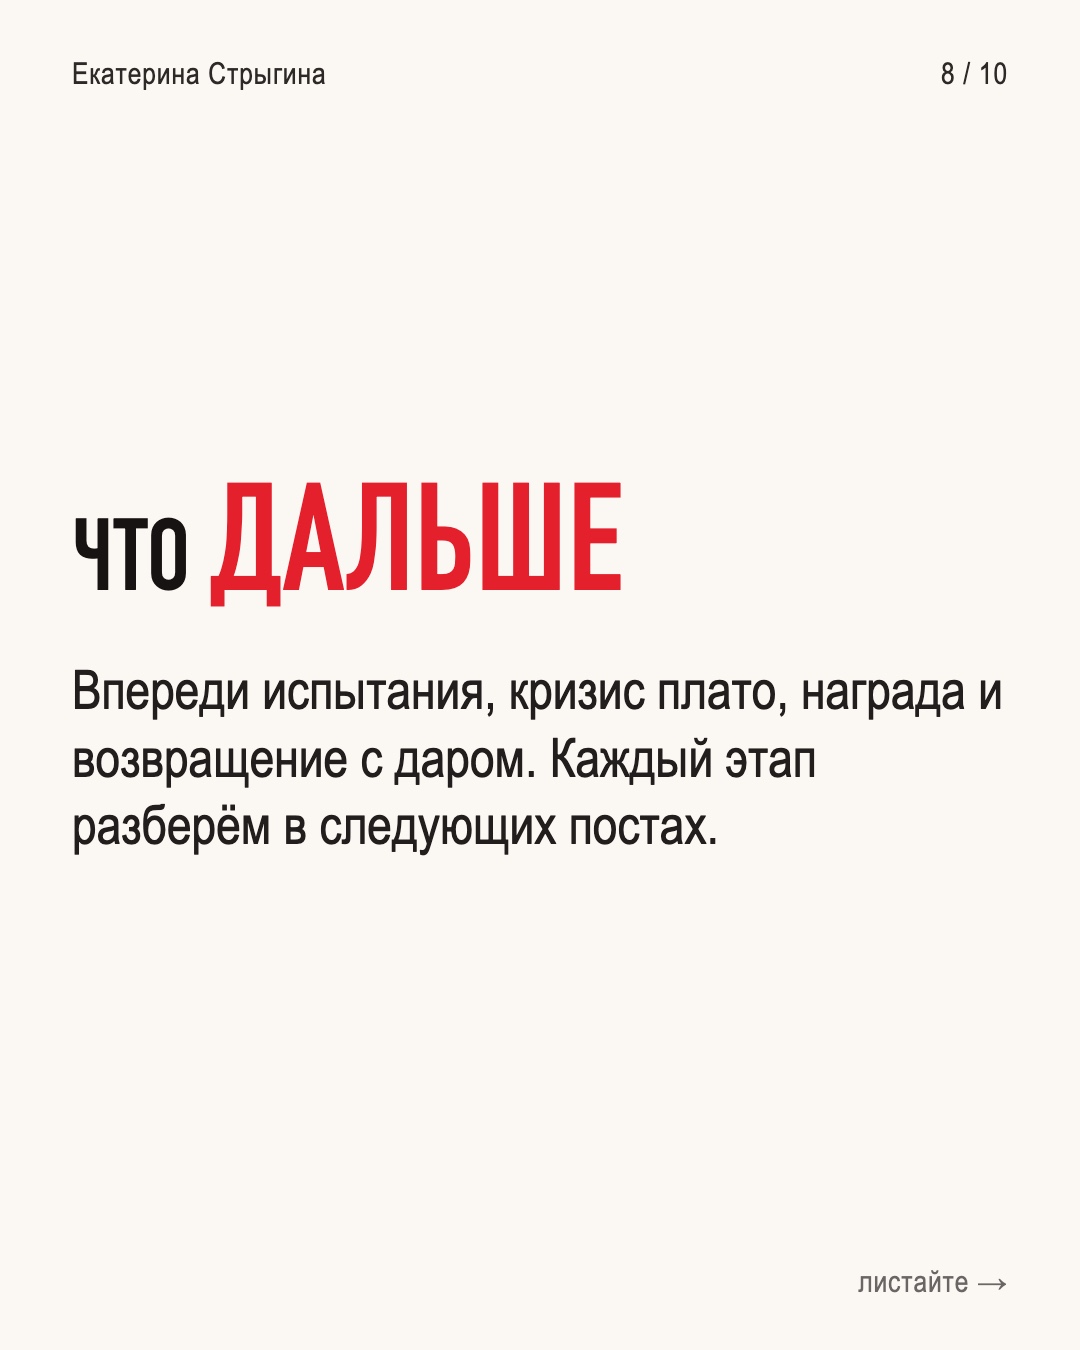 Екатерина Стрыгина
8 / 10
что ДАЛЬШЕ
Впереди испытания, кризис плато, награда и
возвращение с даром. Каждый этап
разберём в следующих постах.
листайте →